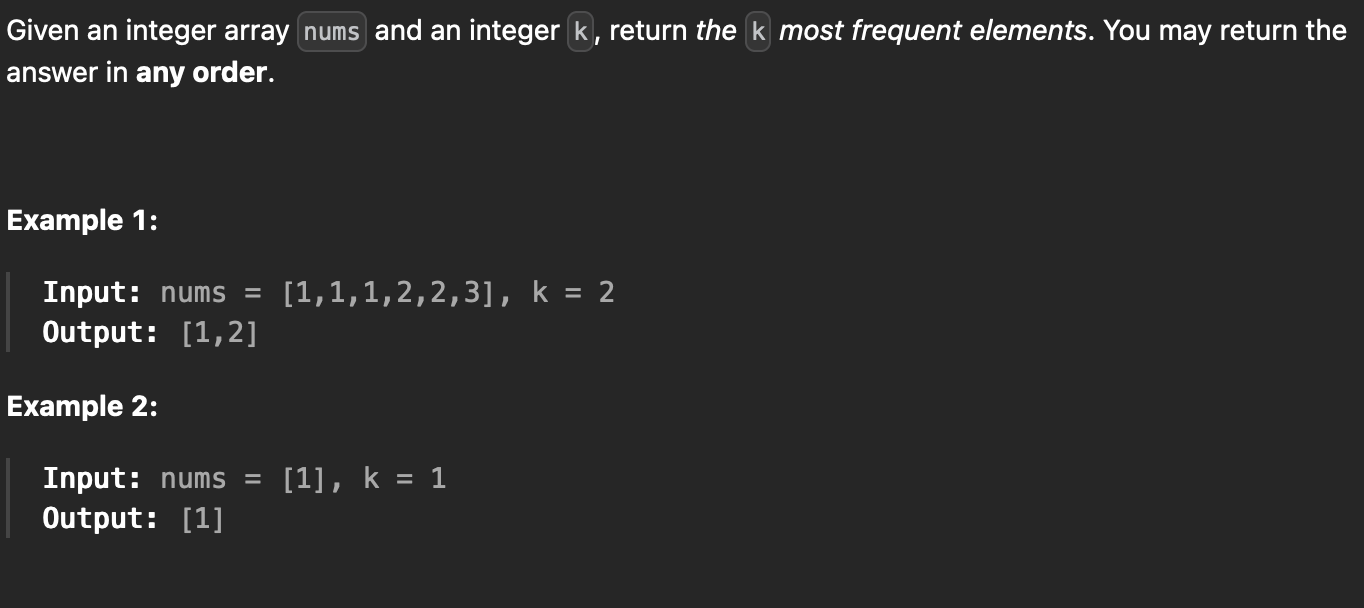 Given an integer array nums and an integer k, return the k most frequent elements. You may return the
answer in any order.
Example 1:
Input: nums = [1,1,1,2,2,3], k = 2
Output: [1,2]
Example 2:
Input: nums = [1], k = 1
Output: [1]